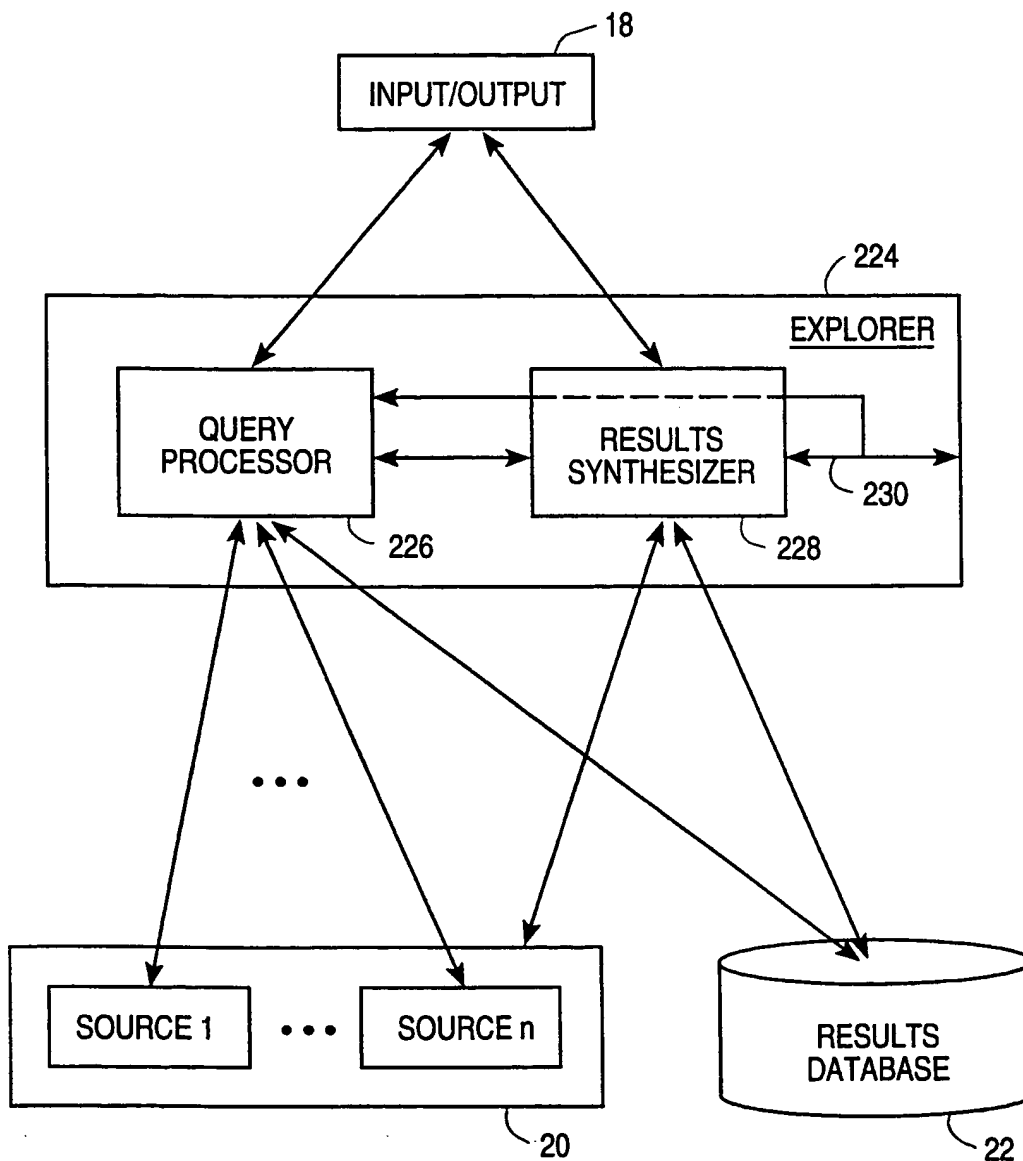 18
INPUT/OUTPUT
224
EXPLORER
QUERY
PROCESSOR
RESULTS
SYNTHESIZER
230
226
228
SOURCE 1
SOURCE n
RESULTS
DATABASE
20
22